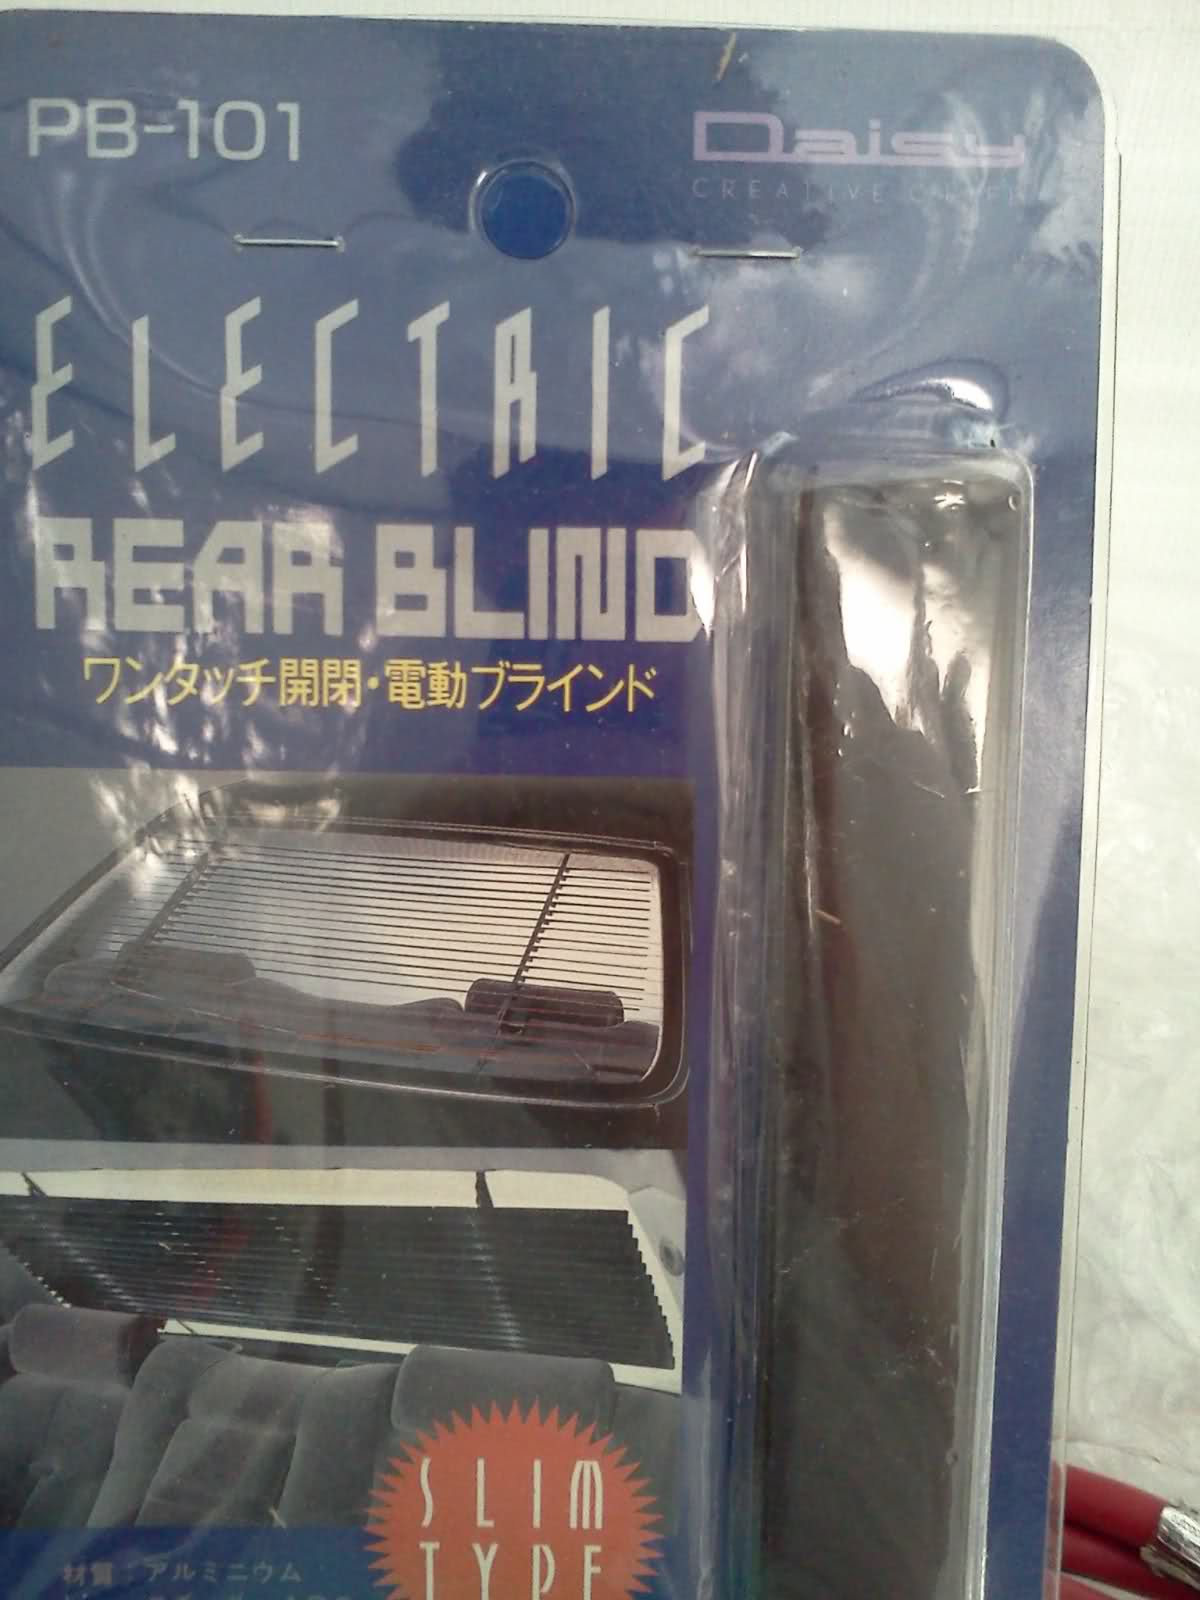 PB-101
Daisy
CREATIVE
ELECTRIC
REAR BLIND
ワンタッチ開閉・電動ブラインド
SLIM
TYPE
材質：アルミニウム